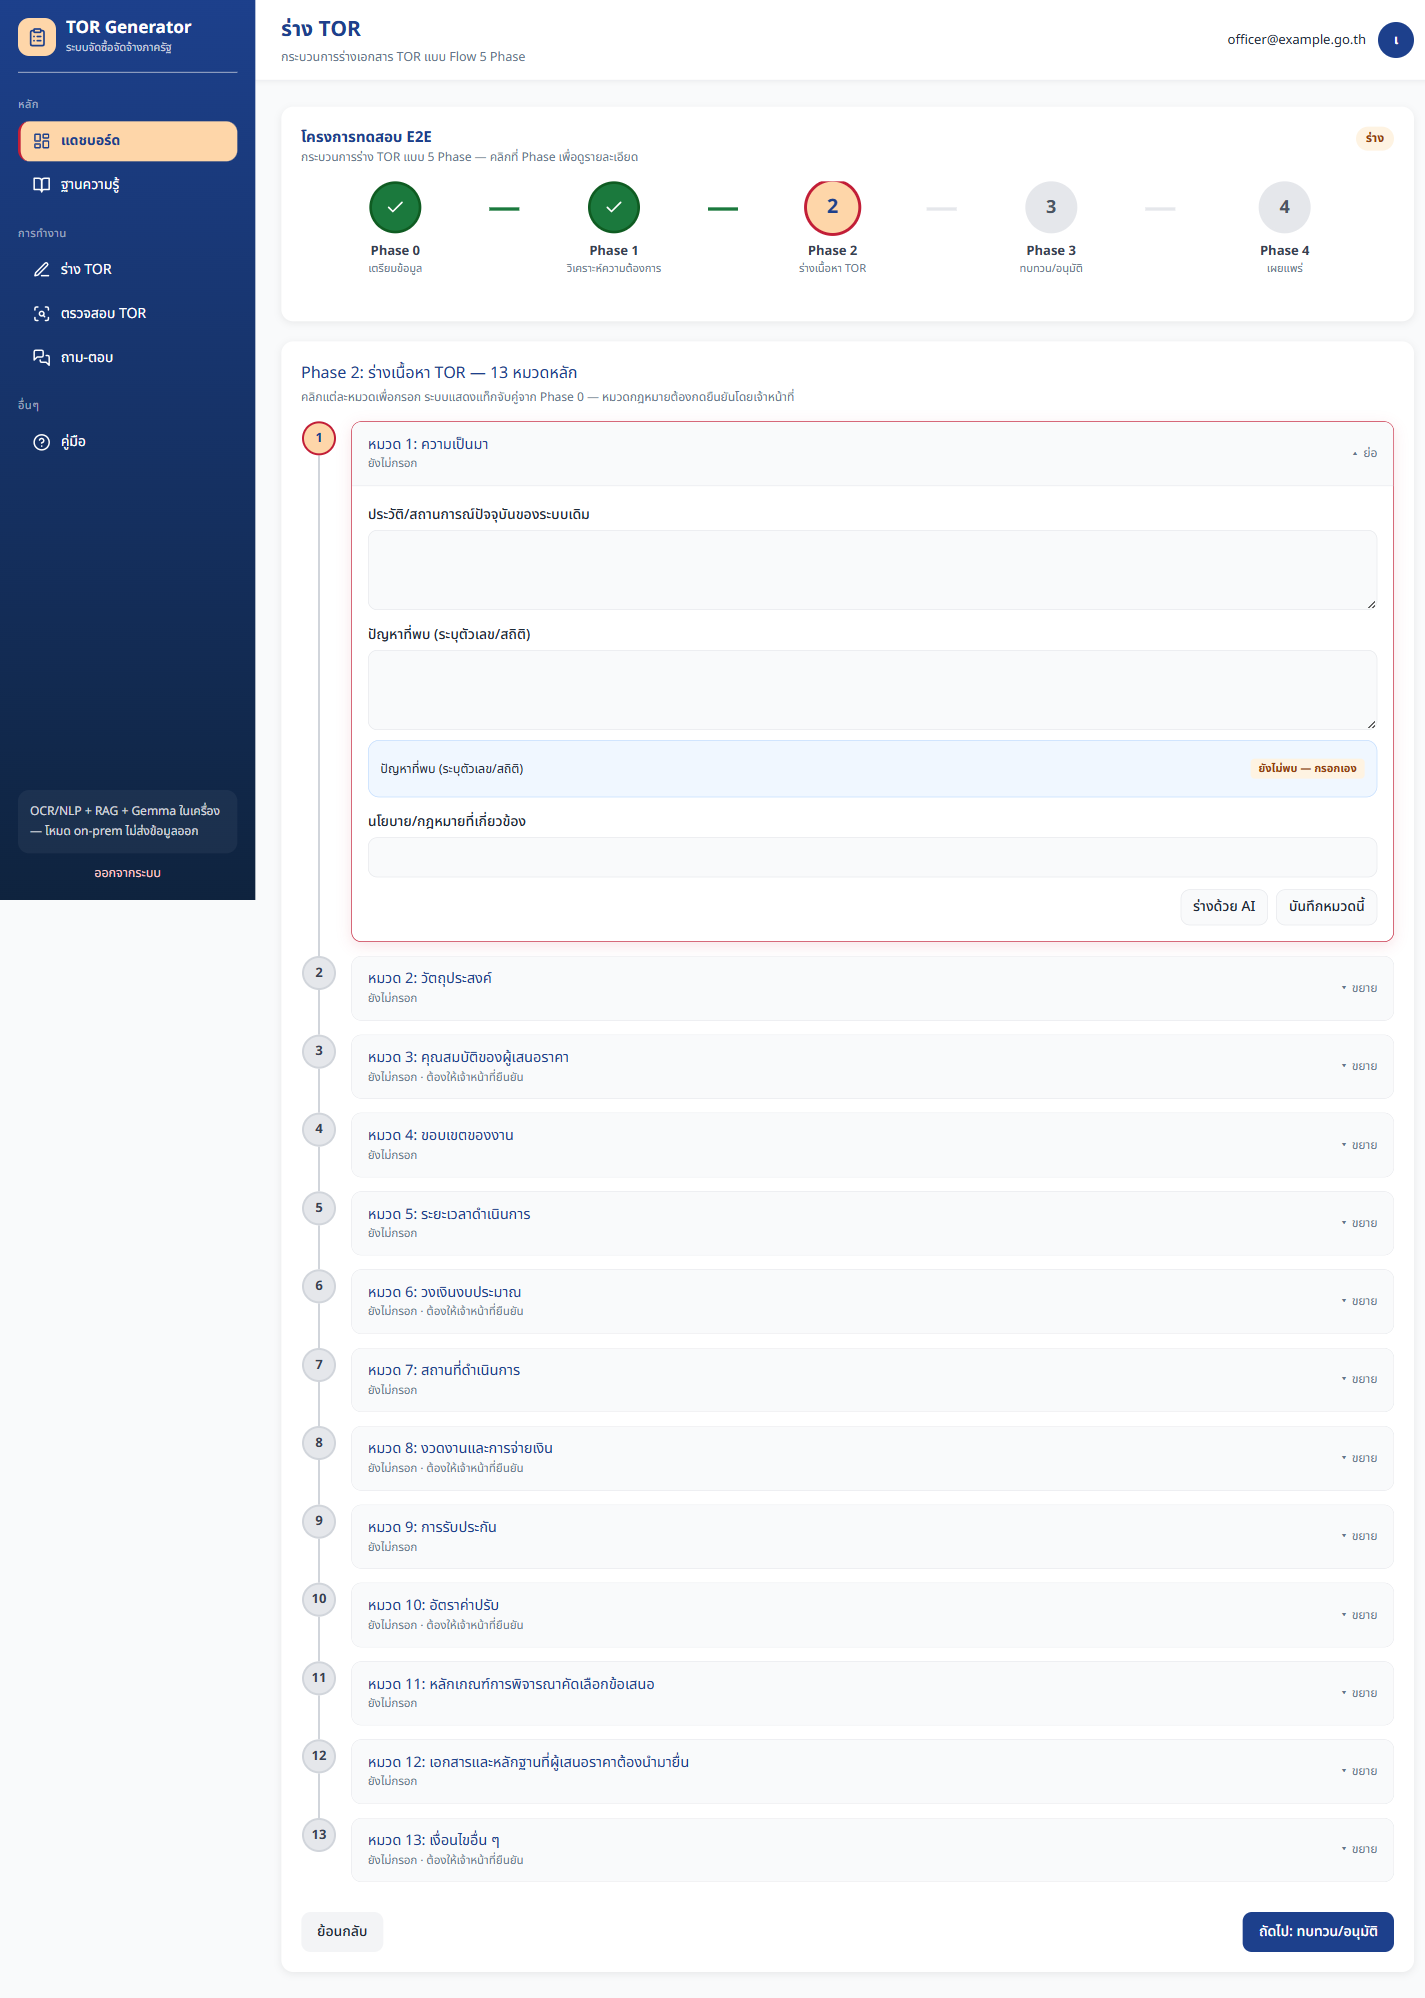 TOR Generator
ระบบจัดซื้อจัดจ้างภาครัฐ
หลัก
แดชบอร์ด
ฐานความรู้
การทำงาน
ร่าง TOR
ตรวจสอบ TOR
ถาม-ตอบ
อื่นๆ
คู่มือ
OCR/NLP + RAG + Gemma ในเครื่อง
— โหมด on-prem ไม่ส่งข้อมูลออก
ออกจากระบบ
ร่าง TOR
กระบวนการร่างเอกสาร TOR แบบ Flow 5 Phase
officer@example.go.th
เ
โครงการทดสอบ E2E
ร่าง
กระบวนการร่าง TOR แบบ 5 Phase — คลิกที่ Phase เพื่อดูรายละเอียด
2
3
4
Phase 0
Phase 1
Phase 2
Phase 3
Phase 4
เตรียมข้อมูล
วิเคราะห์ความต้องการ
ร่างเนื้อหา TOR
ทบทวน/อนุมัติ
เผยแพร่
Phase 2: ร่างเนื้อหา TOR — 13 หมวดหลัก
คลิกแต่ละหมวดเพื่อกรอก ระบบแสดงแท็กจับคู่จาก Phase 0 — หมวดกฎหมายต้องกดยืนยันโดยเจ้าหน้าที่
1
หมวด 1: ความเป็นมา
ยังไม่กรอก
▴ ย่อ
ประวัติ/สถานการณ์ปัจจุบันของระบบเดิม
ปัญหาที่พบ (ระบุตัวเลข/สถิติ)
ปัญหาที่พบ (ระบุตัวเลข/สถิติ)
ยังไม่พบ — กรอกเอง
นโยบาย/กฎหมายที่เกี่ยวข้อง
ร่างด้วย AI
บันทึกหมวดนี้
2
หมวด 2: วัตถุประสงค์
ยังไม่กรอก
▾ ขยาย
3
หมวด 3: คุณสมบัติของผู้เสนอราคา
ยังไม่กรอก · ต้องให้เจ้าหน้าที่ยืนยัน
▾ ขยาย
4
หมวด 4: ขอบเขตของงาน
ยังไม่กรอก
▾ ขยาย
5
หมวด 5: ระยะเวลาดำเนินการ
ยังไม่กรอก
▾ ขยาย
6
หมวด 6: วงเงินงบประมาณ
ยังไม่กรอก · ต้องให้เจ้าหน้าที่ยืนยัน
▾ ขยาย
7
หมวด 7: สถานที่ดำเนินการ
ยังไม่กรอก
▾ ขยาย
8
หมวด 8: งวดงานและการจ่ายเงิน
ยังไม่กรอก · ต้องให้เจ้าหน้าที่ยืนยัน
▾ ขยาย
9
หมวด 9: การรับประกัน
ยังไม่กรอก
▾ ขยาย
10
หมวด 10: อัตราค่าปรับ
ยังไม่กรอก · ต้องให้เจ้าหน้าที่ยืนยัน
▾ ขยาย
11
หมวด 11: หลักเกณฑ์การพิจารณาคัดเลือกข้อเสนอ
ยังไม่กรอก
▾ ขยาย
12
หมวด 12: เอกสารและหลักฐานที่ผู้เสนอราคาต้องนำมายื่น
ยังไม่กรอก
▾ ขยาย
13
หมวด 13: เงื่อนไขอื่น ๆ
ยังไม่กรอก · ต้องให้เจ้าหน้าที่ยืนยัน
▾ ขยาย
ย้อนกลับ
ถัดไป: ทบทวน/อนุมัติ